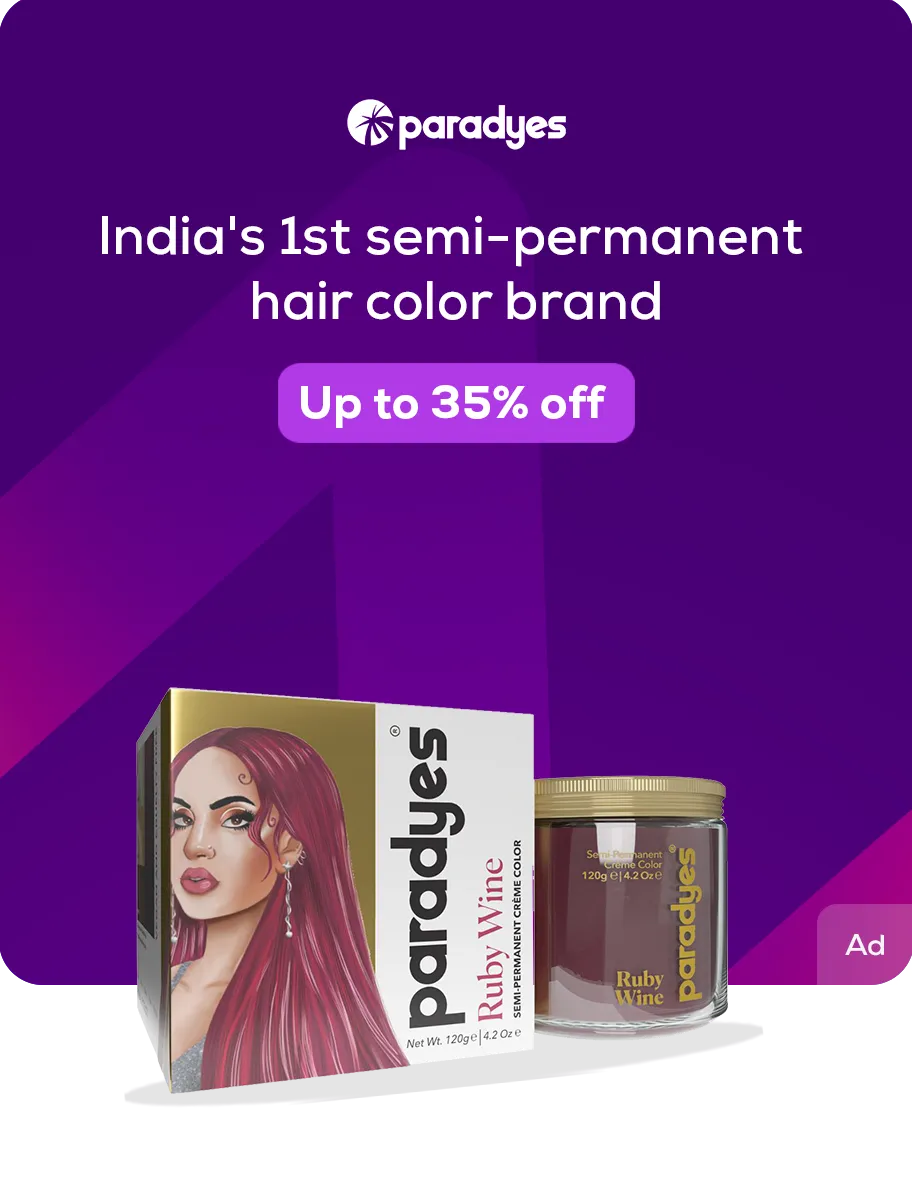 paradyes
India's 1st semi-permanent
hair color brand
Up to 35% off
paradyes®
Ruby Wine
SEMI-PERMANENT CRÈME COLOR
Net Wt. 120g e | 4.2 Oz e
Semi-Permanent
Crème Color
120g e | 4.2 Oz e
paradyes®
Ruby
Wine
Ad